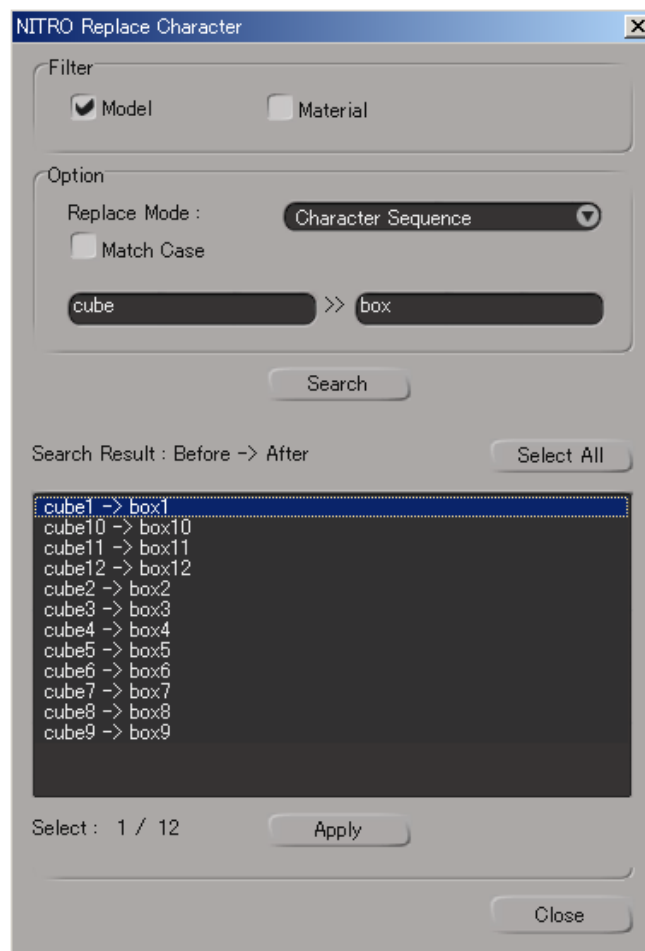 NITRO Replace Character
Filter
Model
Material
Option
Replace Mode :
Character Sequence
Match Case
cube >> box
Search
Search Result : Before -> After
Select All
cube1 -> box1
cube10 -> box10
cube11 -> box11
cube12 -> box12
cube2 -> box2
cube3 -> box3
cube4 -> box4
cube5 -> box5
cube6 -> box6
cube7 -> box7
cube8 -> box8
cube9 -> box9
Select : 1 / 12
Apply
Close